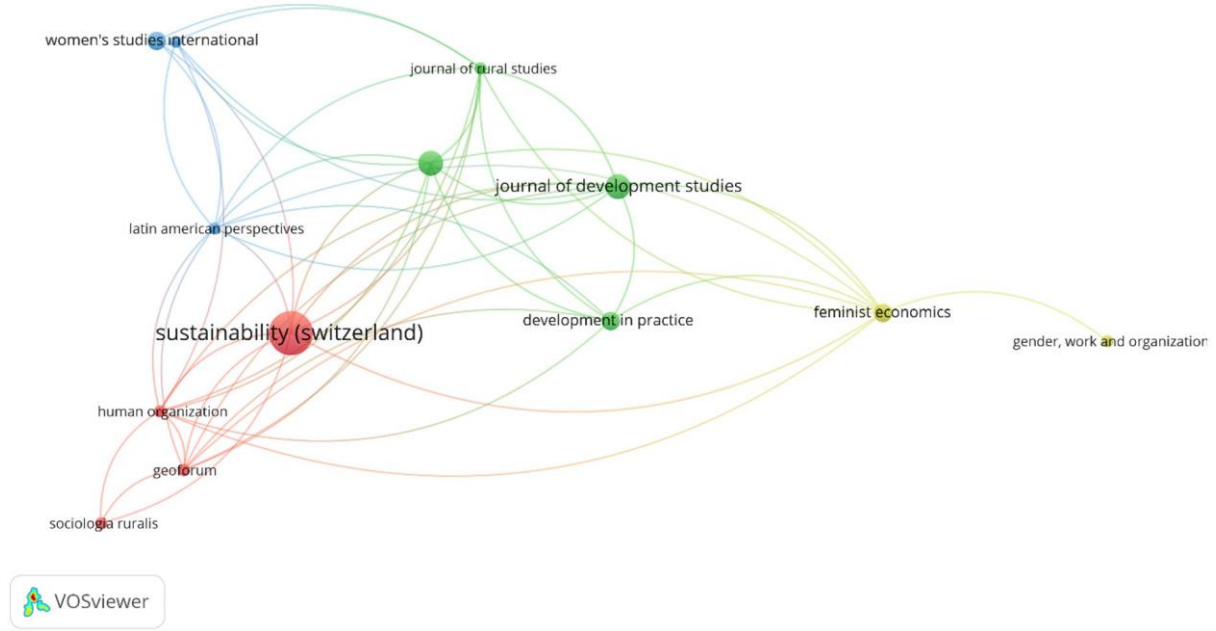 women's studies international
journal of rural studies
journal of development studies
latin american perspectives
sustainability (switzerland)
development in practice
feminist economics
gender, work and organization
human organization
geoforum
sociologia ruralis
VOSviewer